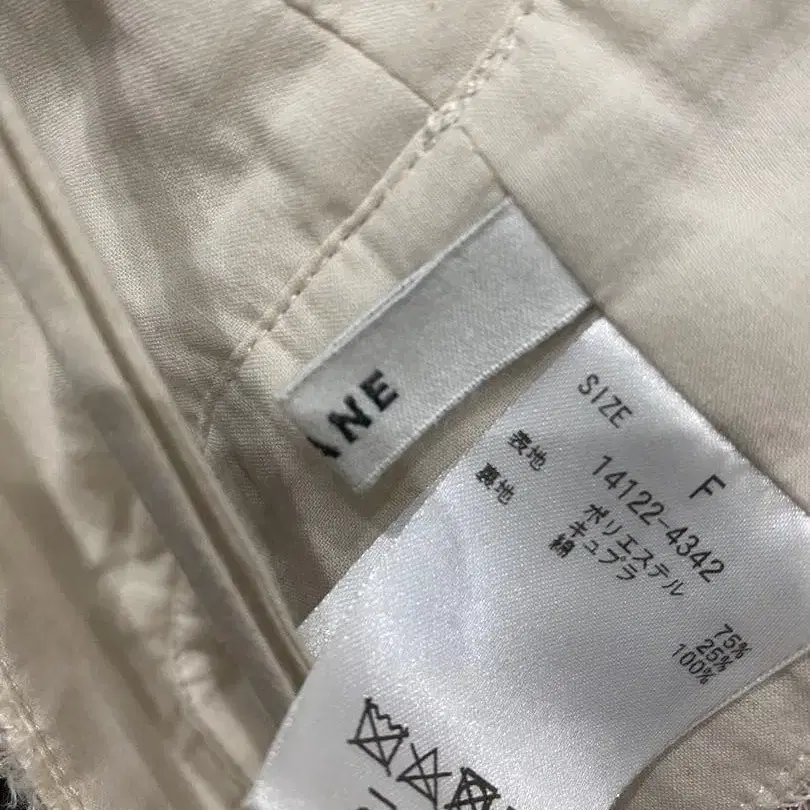 NE
SIZE F
14122-4342
表地 ポリエステル 75%
キュプラ 25%
裏地 綿 100%